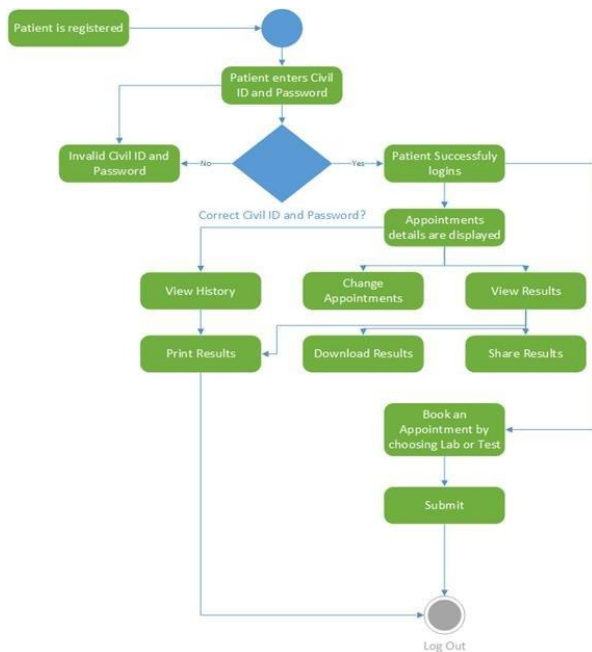 Patient is registered
Patient enters Civil
ID and Password
Invalid Civil ID and
Password
No
Yes
Patient Successfuly
logins
Correct Civil ID and Password?
Appointments
details are displayed
View History
Change
Appointments
View Results
Print Results
Download Results
Share Results
Book an
Appointment by
choosing Lab or Test
Submit
Log Out